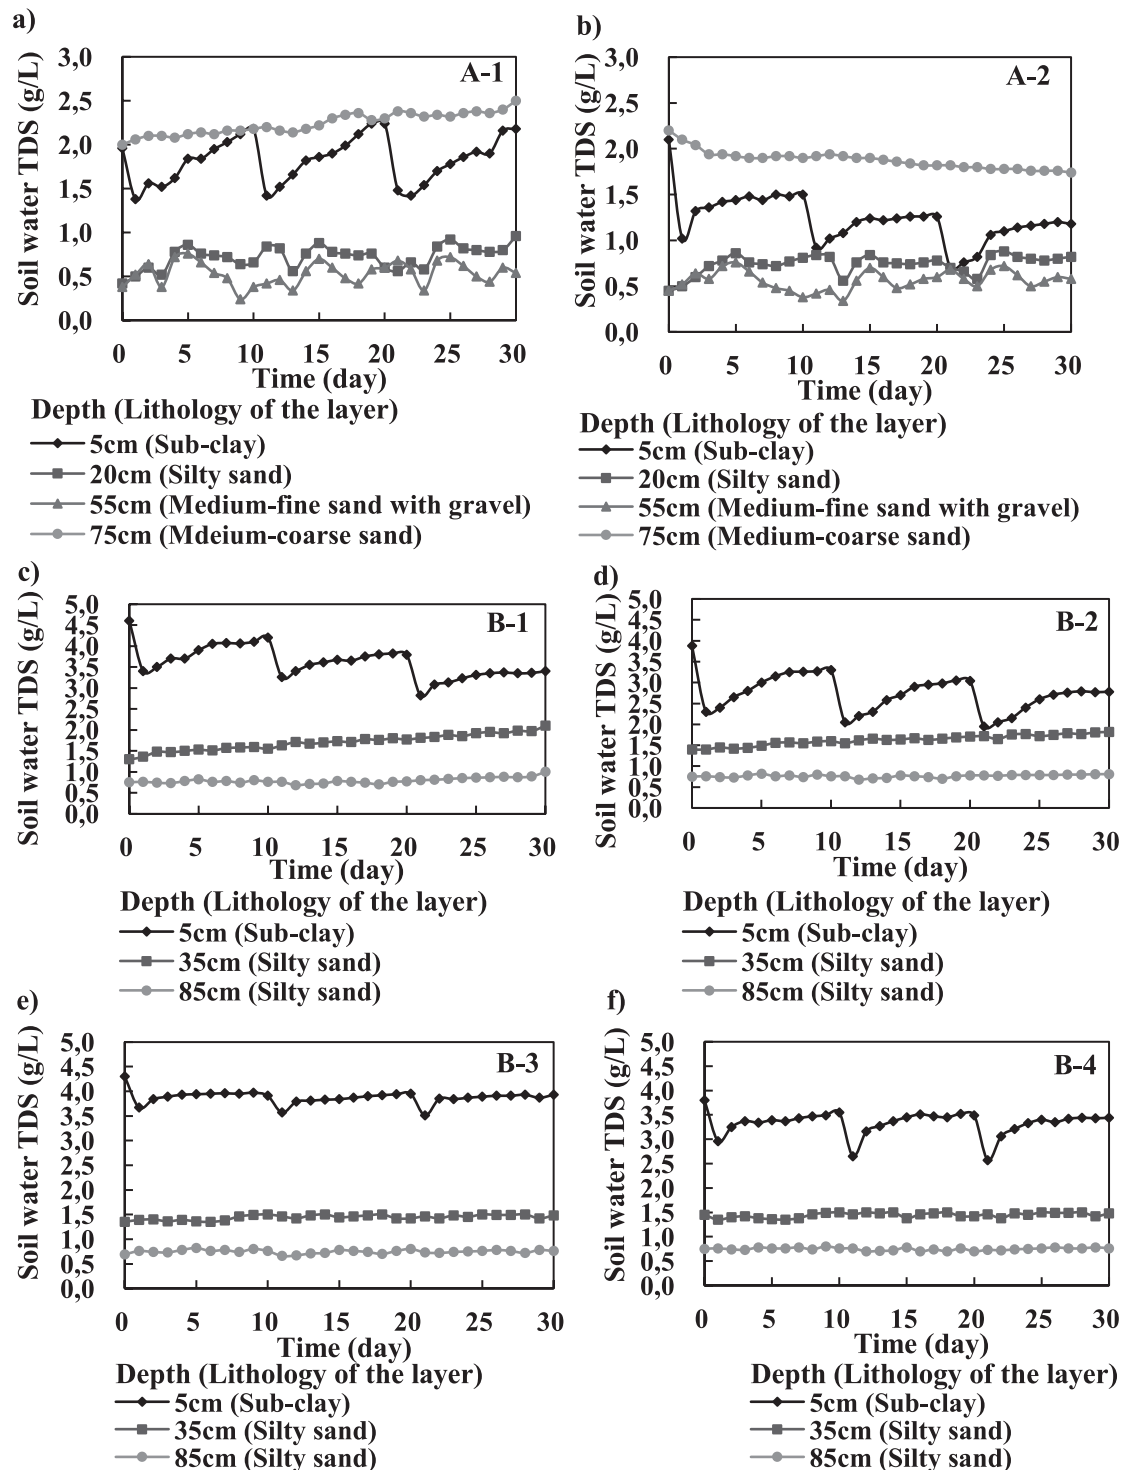 a)
Soil water TDS (g/L)
3,0
2,5
2,0
1,5
1,0
0,5
0,0
A-1
0 5 10 15 20 25 30
Time (day)
Depth (Lithology of the layer)
5cm (Sub-clay)
20cm (Silty sand)
55cm (Medium-fine sand with gravel)
75cm (Mdeium-coarse sand)
b)
Soil water TDS (g/L)
3,0
2,5
2,0
1,5
1,0
0,5
0,0
A-2
0 5 10 15 20 25 30
Time (day)
Depth (Lithology of the layer)
5cm (Sub-clay)
20cm (Silty sand)
55cm (Medium-fine sand with gravel)
75cm (Medium-coarse sand)
c)
Soil water TDS (g/L)
5,0
4,5
4,0
3,5
3,0
2,5
2,0
1,5
1,0
0,5
0,0
B-1
0 5 10 15 20 25 30
Time (day)
Depth (Lithology of the layer)
5cm (Sub-clay)
35cm (Silty sand)
85cm (Silty sand)
d)
Soil water TDS (g/L)
5,0
4,5
4,0
3,5
3,0
2,5
2,0
1,5
1,0
0,5
0,0
B-2
0 5 10 15 20 25 30
Time (day)
Depth (Lithology of the layer)
5cm (Sub-clay)
35cm (Silty sand)
85cm (Silty sand)
e)
Soil water TDS (g/L)
5,0
4,5
4,0
3,5
3,0
2,5
2,0
1,5
1,0
0,5
0,0
B-3
0 5 10 15 20 25 30
Time (day)
Depth (Lithology of the layer)
5cm (Sub-clay)
35cm (Silty sand)
85cm (Silty sand)
f)
Soil water TDS (g/L)
5,0
4,5
4,0
3,5
3,0
2,5
2,0
1,5
1,0
0,5
0,0
B-4
0 5 10 15 20 25 30
Time (day)
Depth (Lithology of the layer)
5cm (Sub-clay)
35cm (Silty sand)
85cm (Silty sand)